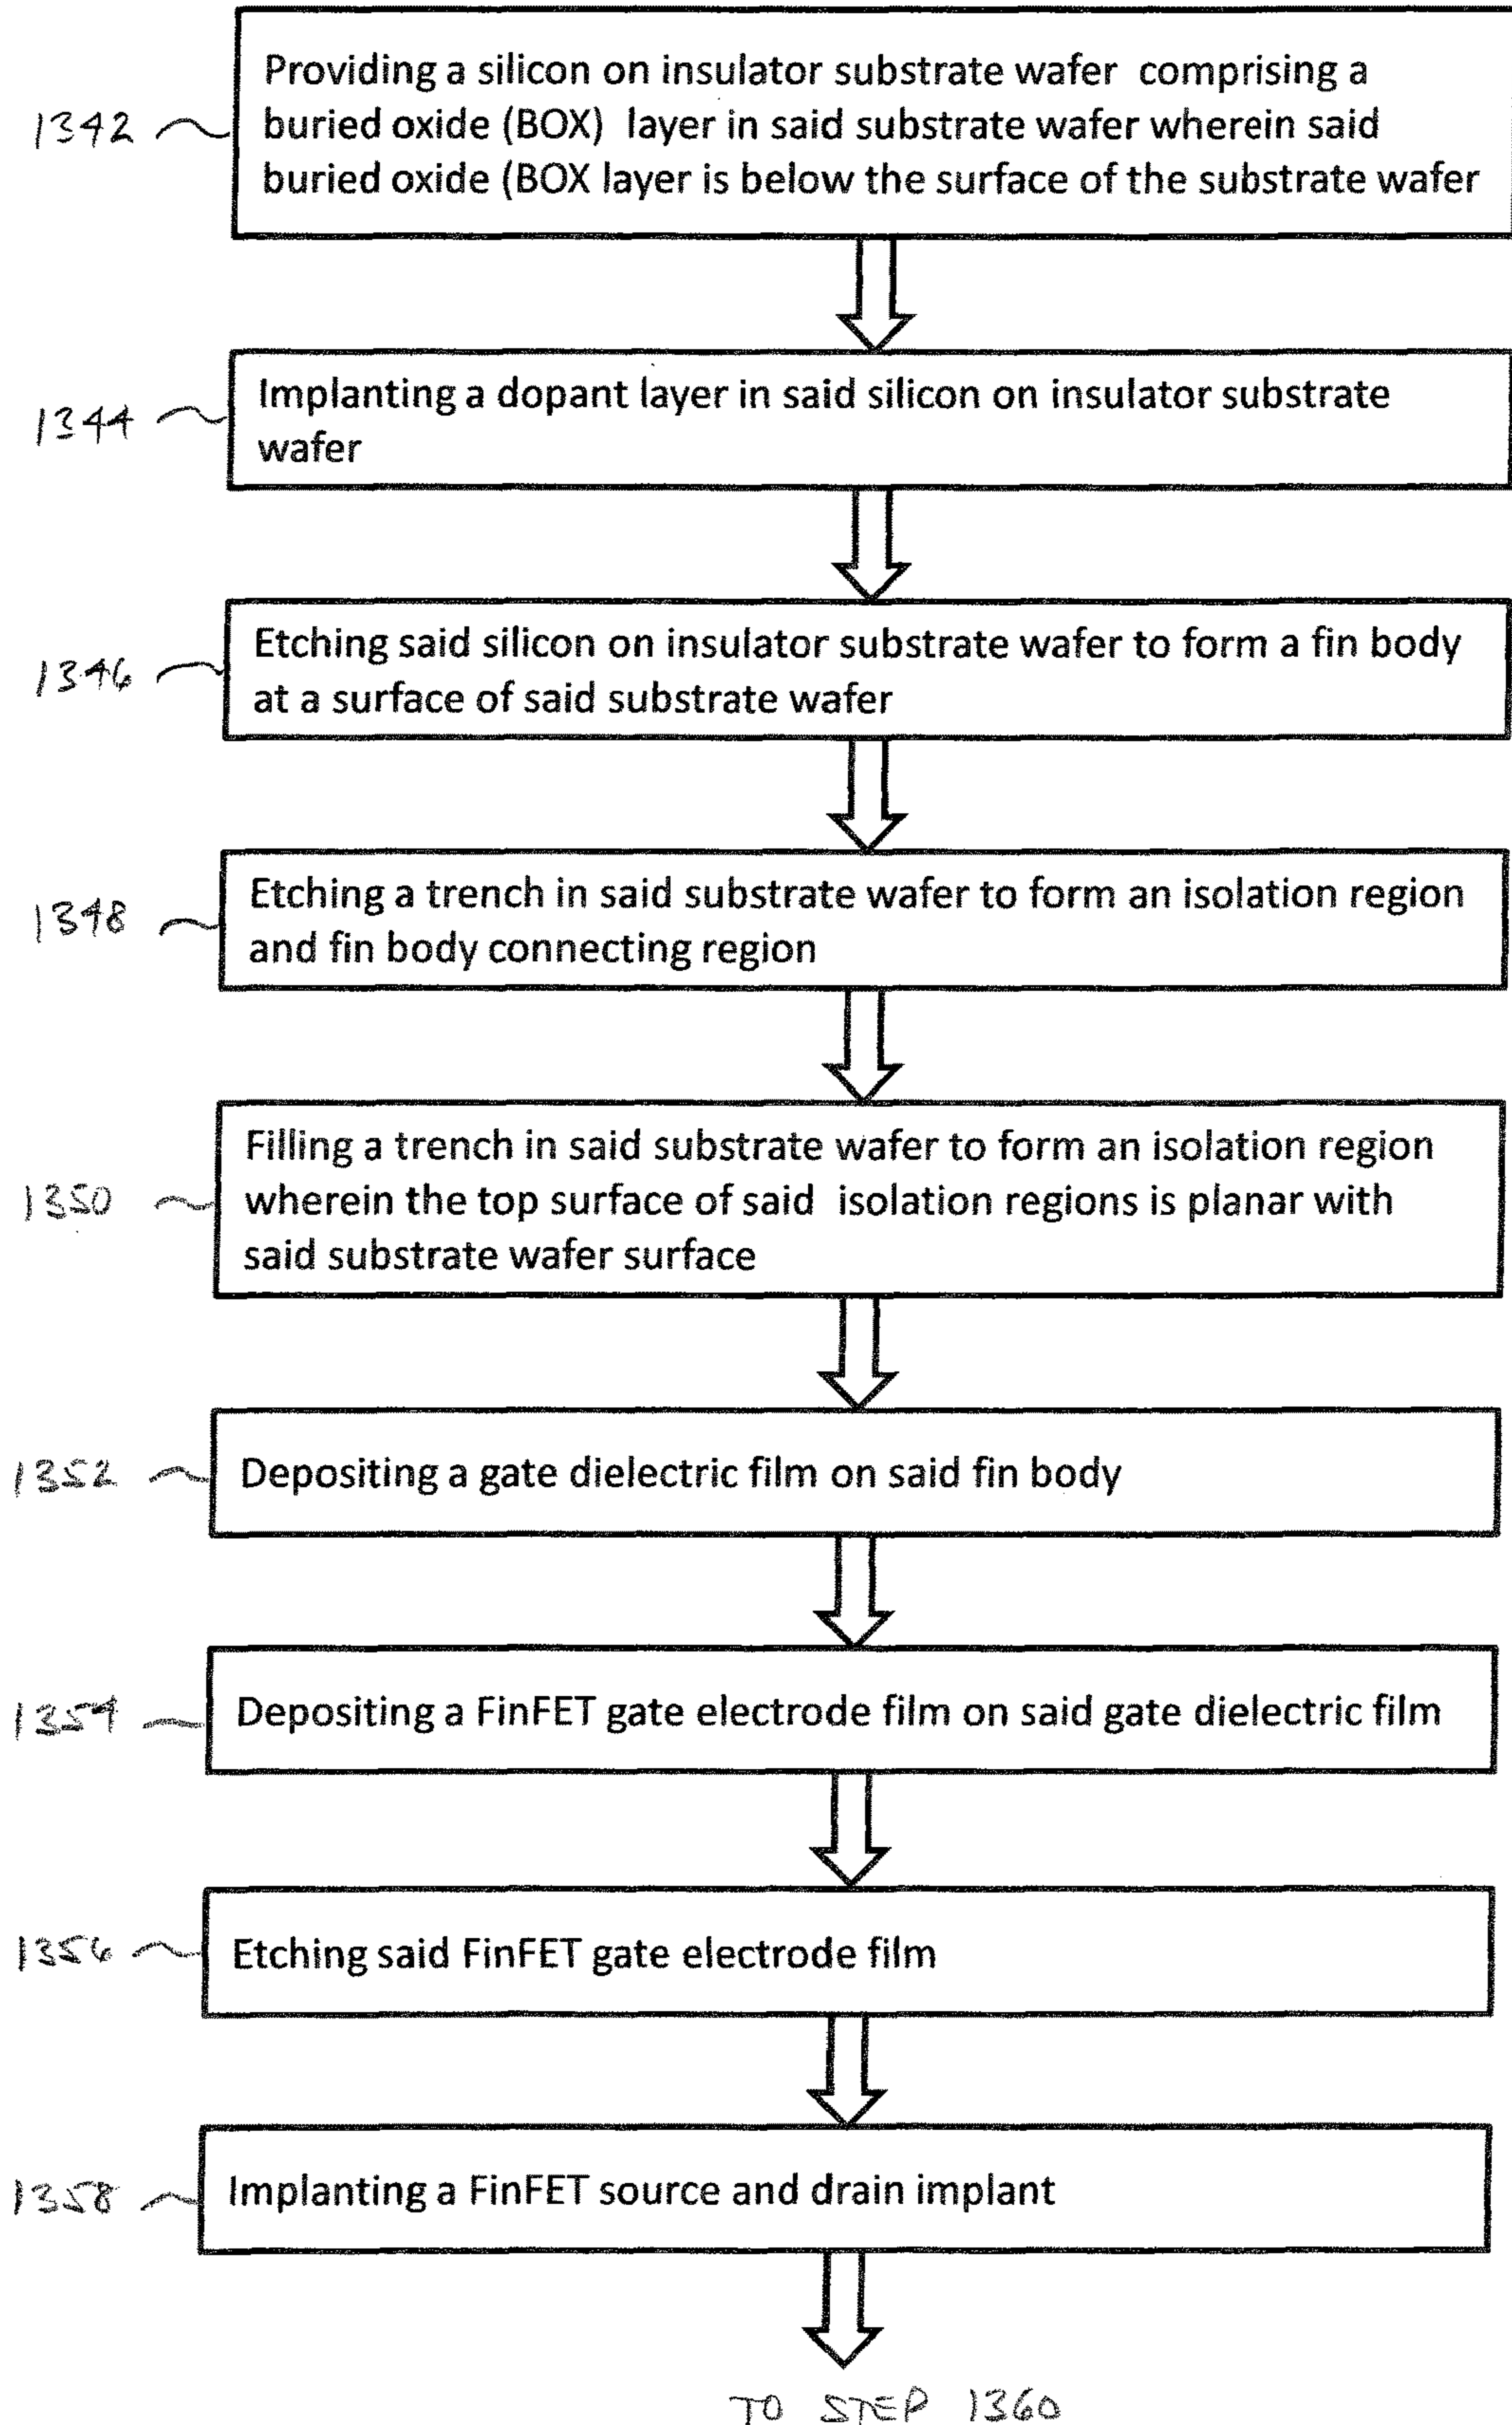 1342
Providing a silicon on insulator substrate wafer comprising a
buried oxide (BOX) layer in said substrate wafer wherein said
buried oxide (BOX layer is below the surface of the substrate wafer
1344
Implanting a dopant layer in said silicon on insulator substrate
wafer
1346
Etching said silicon on insulator substrate wafer to form a fin body
at a surface of said substrate wafer
1348
Etching a trench in said substrate wafer to form an isolation region
and fin body connecting region
1350
Filling a trench in said substrate wafer to form an isolation region
wherein the top surface of said isolation regions is planar with
said substrate wafer surface
1352
Depositing a gate dielectric film on said fin body
1354
Depositing a FinFET gate electrode film on said gate dielectric film
1356
Etching said FinFET gate electrode film
1358
Implanting a FinFET source and drain implant
TO STEP 1360